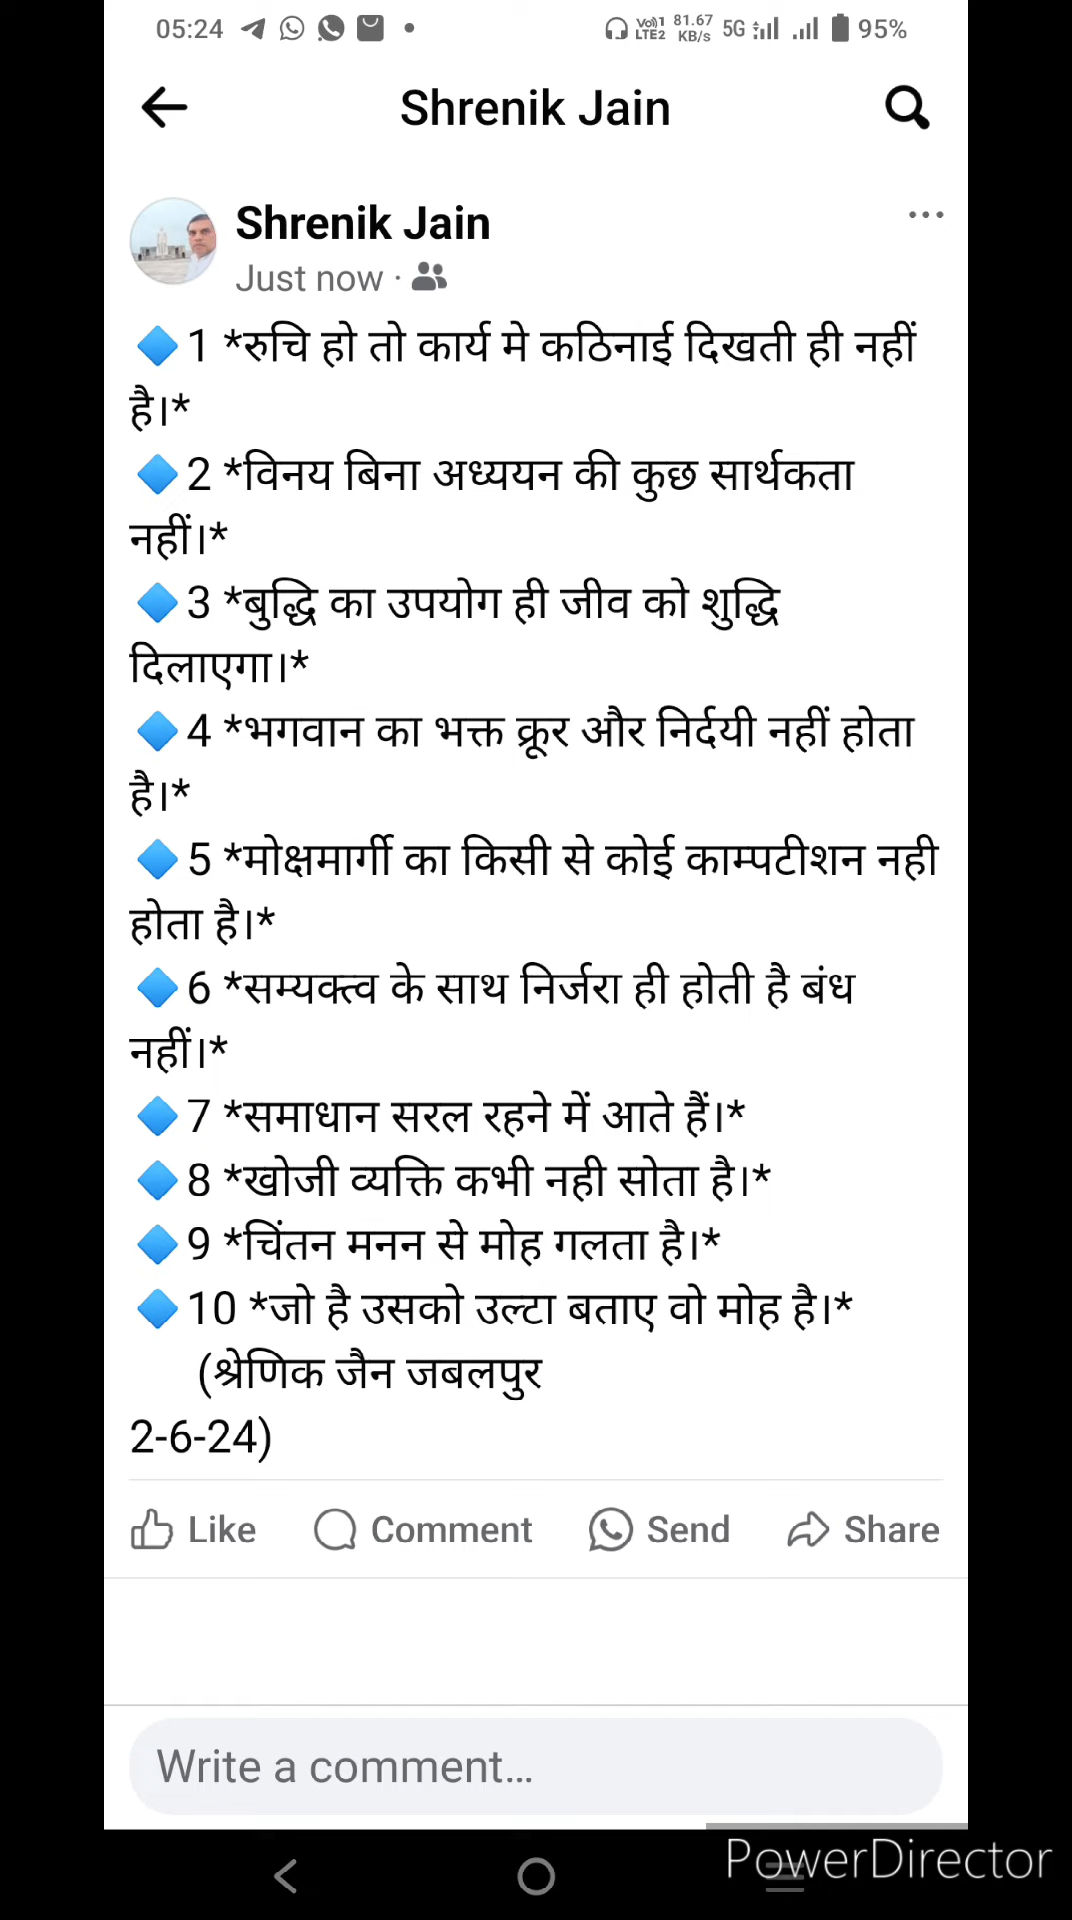 05:24 Vo)1 LTE2 81.67 KB/s 5G 95%
Shrenik Jain
Shrenik Jain
Just now ·
🔷1 *रुचि हो तो कार्य मे कठिनाई दिखती ही नहीं
है।*
🔷2 *विनय बिना अध्ययन की कुछ सार्थकता
नहीं।*
🔷3 *बुद्धि का उपयोग ही जीव को शुद्धि
दिलाएगा।*
🔷4 *भगवान का भक्त क्रूर और निर्दयी नहीं होता
है।*
🔷5 *मोक्षमार्गी का किसी से कोई काम्पटीशन नही
होता है।*
🔷6 *सम्यक्त्व के साथ निर्जरा ही होती है बंध
नहीं।*
🔷7 *समाधान सरल रहने में आते हैं।*
🔷8 *खोजी व्यक्ति कभी नही सोता है।*
🔷9 *चिंतन मनन से मोह गलता है।*
🔷10 *जो है उसको उल्टा बताए वो मोह है।*
(श्रेणिक जैन जबलपुर
2-6-24)
Like Comment Send Share
Write a comment...
PowerDirector